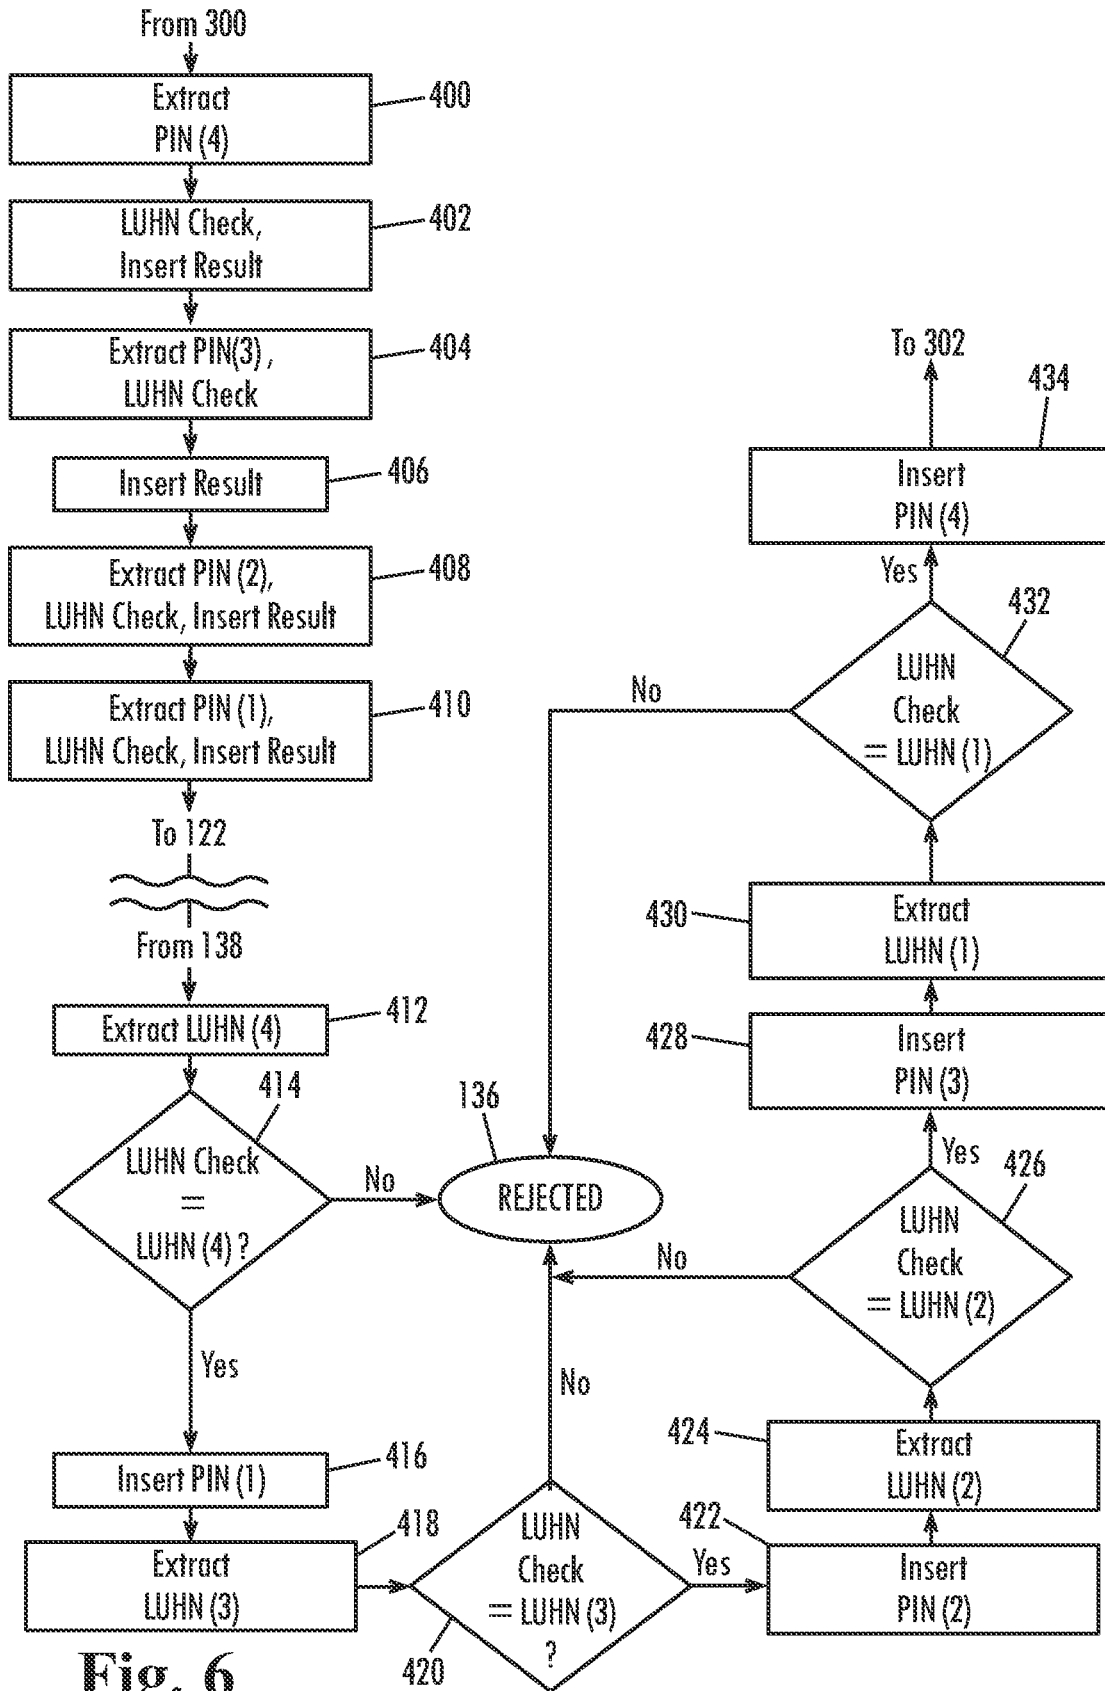 From 300
Extract
PIN (4)
400
LUHN Check,
Insert Result
402
Extract PIN(3) ,
LUHN Check
404
Insert Result
406
Extract PIN (2),
LUHN Check, Insert Result
408
Extract PIN (1),
LUHN Check, Insert Result
410
To 122
From 138
Extract LUHN (4)
412
LUHN Check
=
LUHN (4) ?
414
No
Yes
Insert PIN (1)
416
Extract
LUHN (3)
418
LUHN
Check
= LUHN (3)
?
420
No
Yes
REJECTED
136
Insert
PIN (2)
422
Extract
LUHN (2)
424
LUHN
Check
= LUHN (2)
426
No
Yes
Insert
PIN (3)
428
Extract
LUHN (1)
430
LUHN
Check
= LUHN (1)
432
No
Yes
Insert
PIN (4)
434
To 302
Fig. 6